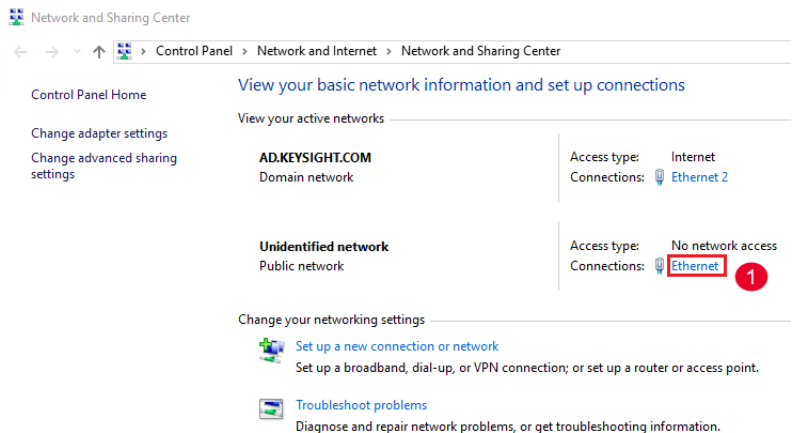 Network and Sharing Center
Control Panel > Network and Internet > Network and Sharing Center
Control Panel Home
Change adapter settings
Change advanced sharing
settings
View your basic network information and set up connections
View your active networks
AD.KEYSIGHT.COM
Domain network
Access type: Internet
Connections: Ethernet 2
Unidentified network
Public network
Access type: No network access
Connections: Ethernet
1
Change your networking settings
Set up a new connection or network
Set up a broadband, dial-up, or VPN connection; or set up a router or access point.
Troubleshoot problems
Diagnose and repair network problems, or get troubleshooting information.